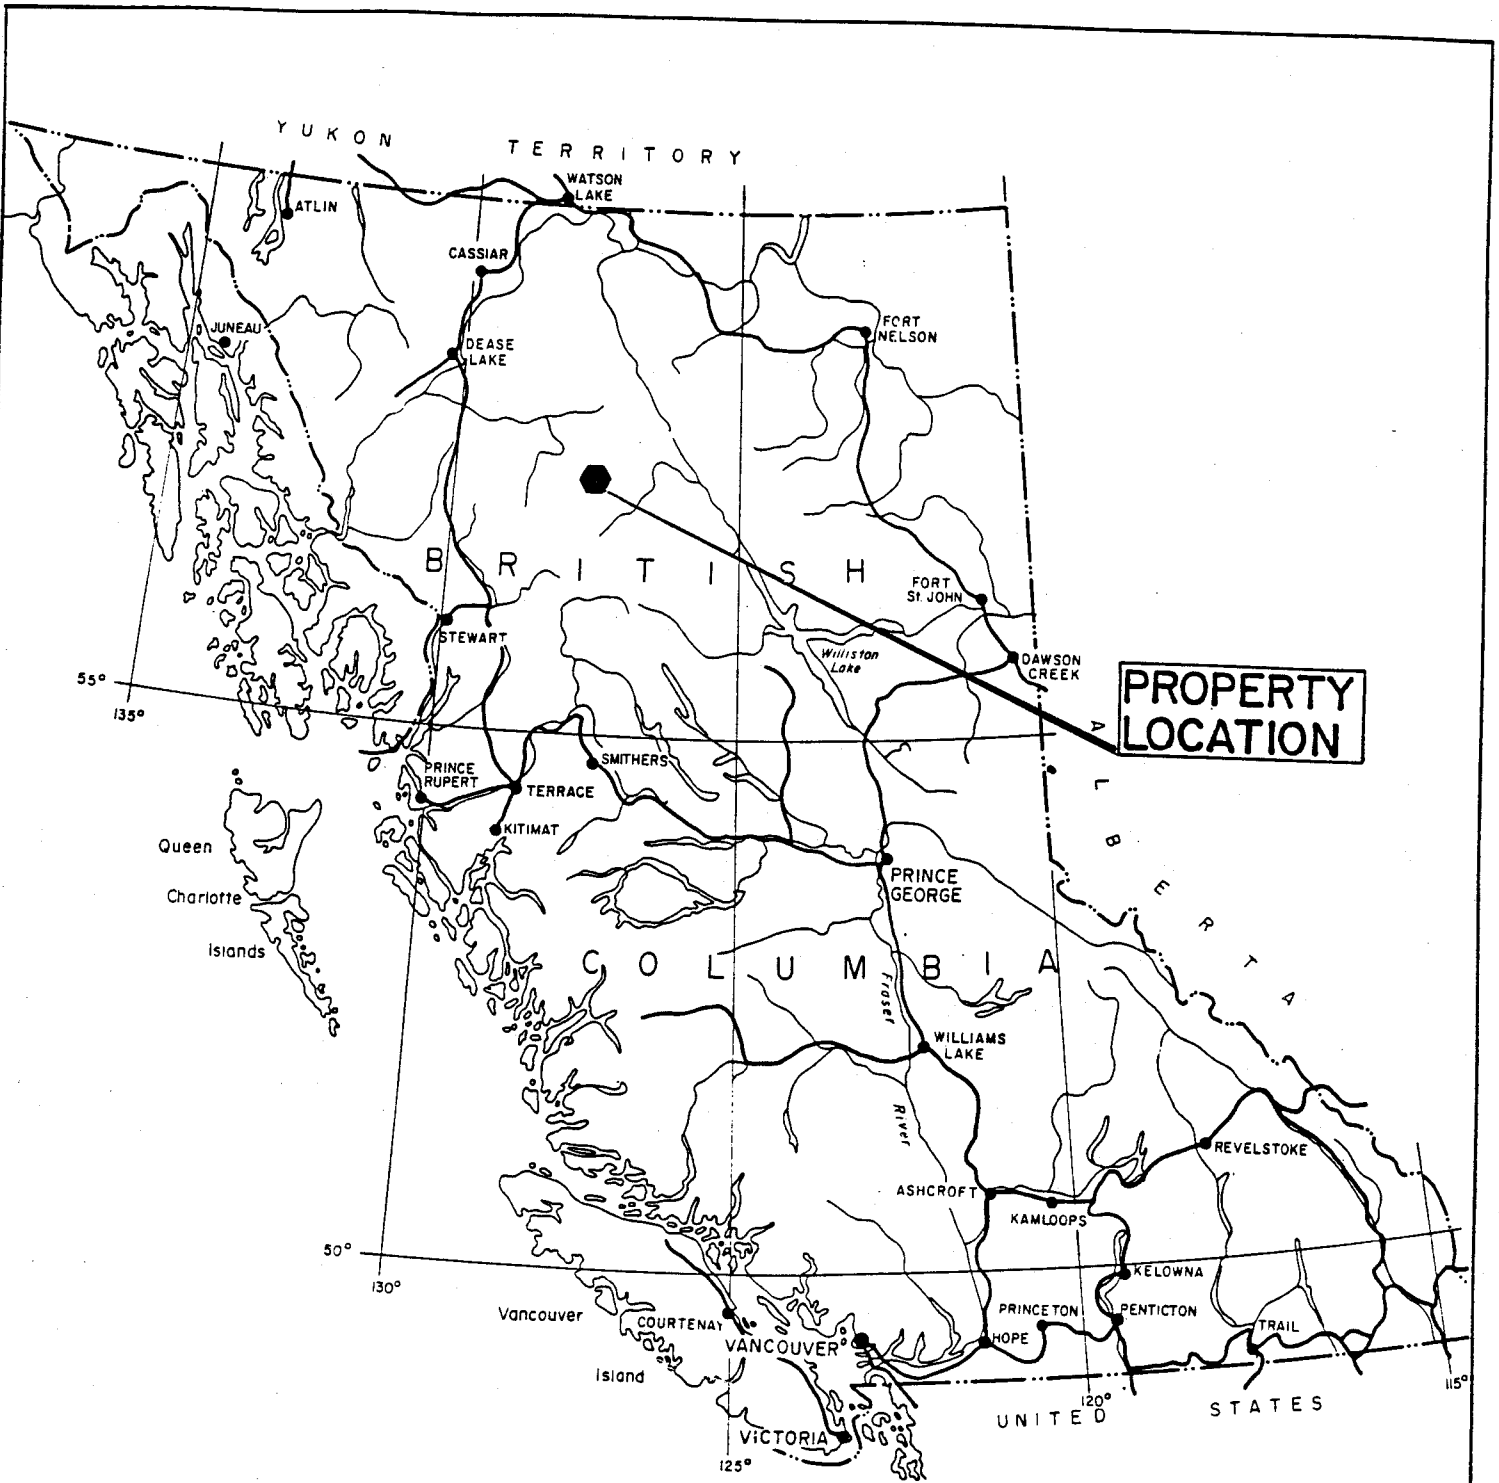 YUKON TERRITORY
WATSON
LAKE
ATLIN
CASSIAR
JUNEAU
DEASE
LAKE
FORT
NELSON
BRITISH
FORT
St. JOHN
STEWART
Williston
Lake
DAWSON
CREEK
PROPERTY
LOCATION
55°
135°
ALBERTA
PRINCE
RUPERT
TERRACE
SMITHERS
KITIMAT
Queen
Charlotte
Islands
PRINCE
GEORGE
COLUMBIA
Fraser
River
WILLIAMS
LAKE
REVELSTOKE
ASHCROFT
KAMLOOPS
50°
130°
KELOWNA
Vancouver
Island
COURTENAY
VANCOUVER
PRINCETON
PENTICTON
HOPE
TRAIL
VICTORIA
125°
120°
115°
UNITED STATES